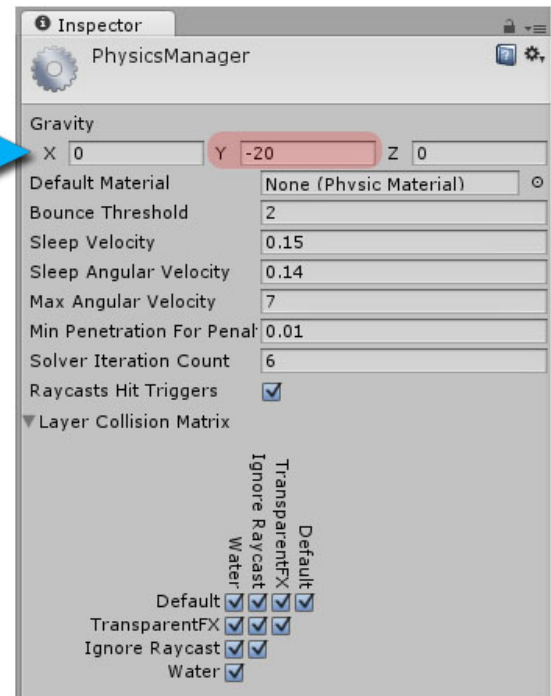 Inspector
PhysicsManager
Gravity
X 0 Y -20 Z 0
Default Material None (Physic Material)
Bounce Threshold 2
Sleep Velocity 0.15
Sleep Angular Velocity 0.14
Max Angular Velocity 7
Min Penetration For Penal 0.01
Solver Iteration Count 6
Raycasts Hit Triggers
Layer Collision Matrix
Water
Ignore Raycast
TransparentFX
Default
Default
TransparentFX
Ignore Raycast
Water